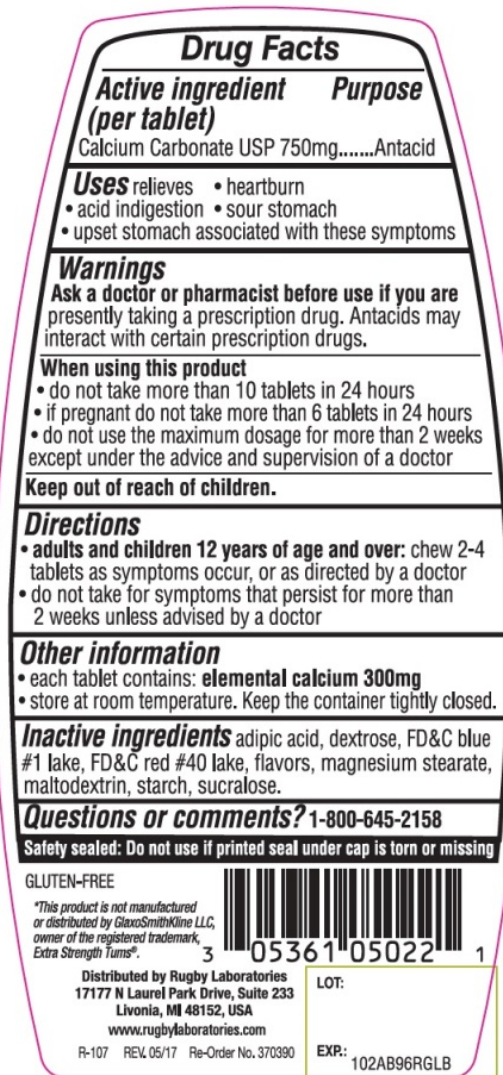 Drug Facts
Active ingredient Purpose
(per tablet)
Calcium Carbonate USP 750mg.......Antacid
Uses relieves • heartburn
• acid indigestion • sour stomach
• upset stomach associated with these symptoms
Warnings
Ask a doctor or pharmacist before use if you are
presently taking a prescription drug. Antacids may
interact with certain prescription drugs.
When using this product
• do not take more than 10 tablets in 24 hours
• if pregnant do not take more than 6 tablets in 24 hours
• do not use the maximum dosage for more than 2 weeks
except under the advice and supervision of a doctor
Keep out of reach of children.
Directions
• adults and children 12 years of age and over: chew 2-4
tablets as symptoms occur, or as directed by a doctor
• do not take for symptoms that persist for more than
2 weeks unless advised by a doctor
Other information
• each tablet contains: elemental calcium 300mg
• store at room temperature. Keep the container tightly closed.
Inactive ingredients adipic acid, dextrose, FD&C blue
#1 lake, FD&C red #40 lake, flavors, magnesium stearate,
maltodextrin, starch, sucralose.
Questions or comments? 1-800-645-2158
Safety sealed: Do not use if printed seal under cap is torn or missing
GLUTEN-FREE
*This product is not manufactured
or distributed by GlaxoSmithKline LLC,
owner of the registered trademark,
Extra Strength Tums®.
3 05361 05022 1
Distributed by Rugby Laboratories
17177 N Laurel Park Drive, Suite 233
Livonia, MI 48152, USA
www.rugbylaboratories.com
R-107 REV. 05/17 Re-Order No. 370390
LOT:
EXP.:
102AB96RGLB